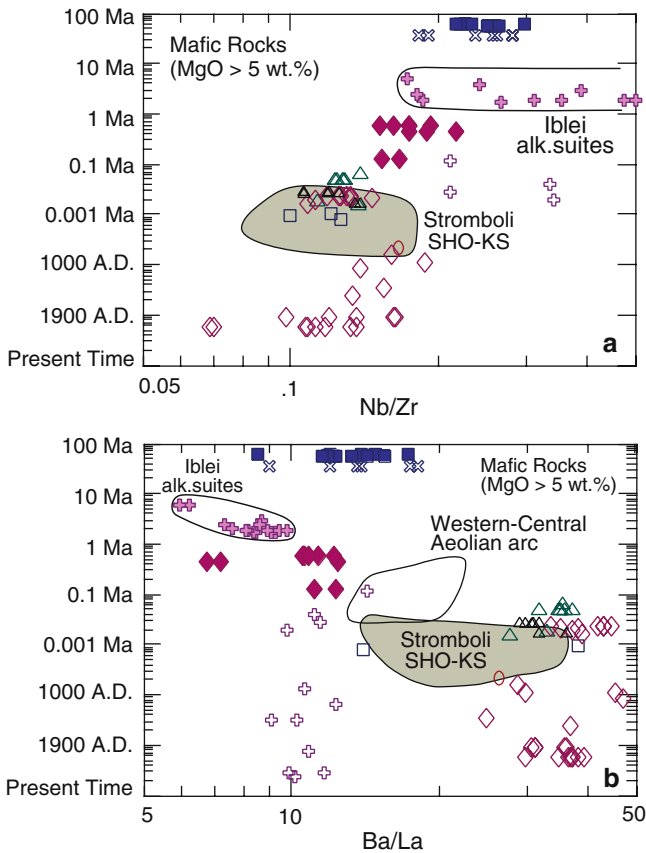 Mafic Rocks
(MgO > 5 wt.%)
100 Ma
10 Ma
1 Ma
0.1 Ma
0.001 Ma
1000 A.D.
1900 A.D.
Present Time
Iblei
alk.suites
Stromboli
SHO-KS
a
0.05
.1
0.2
Nb/Zr
100 Ma
10 Ma
1 Ma
0.1 Ma
0.001 Ma
1000 A.D.
1900 A.D.
Present Time
Iblei
alk.suites
Mafic Rocks
(MgO > 5 wt.%)
Western-Central
Aeolian arc
Stromboli
SHO-KS
b
5
10
50
Ba/La